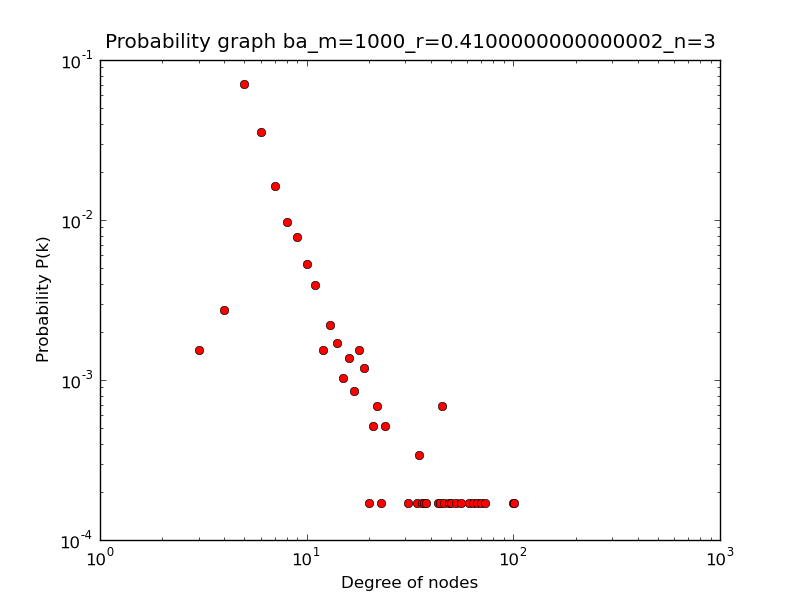 Probability graph ba_m=1000_r=0.4100000000000002_n=3
10^-1
10^-2
10^-3
10^-4
Probability P(k)
10^0 10^1 10^2 10^3
Degree of nodes